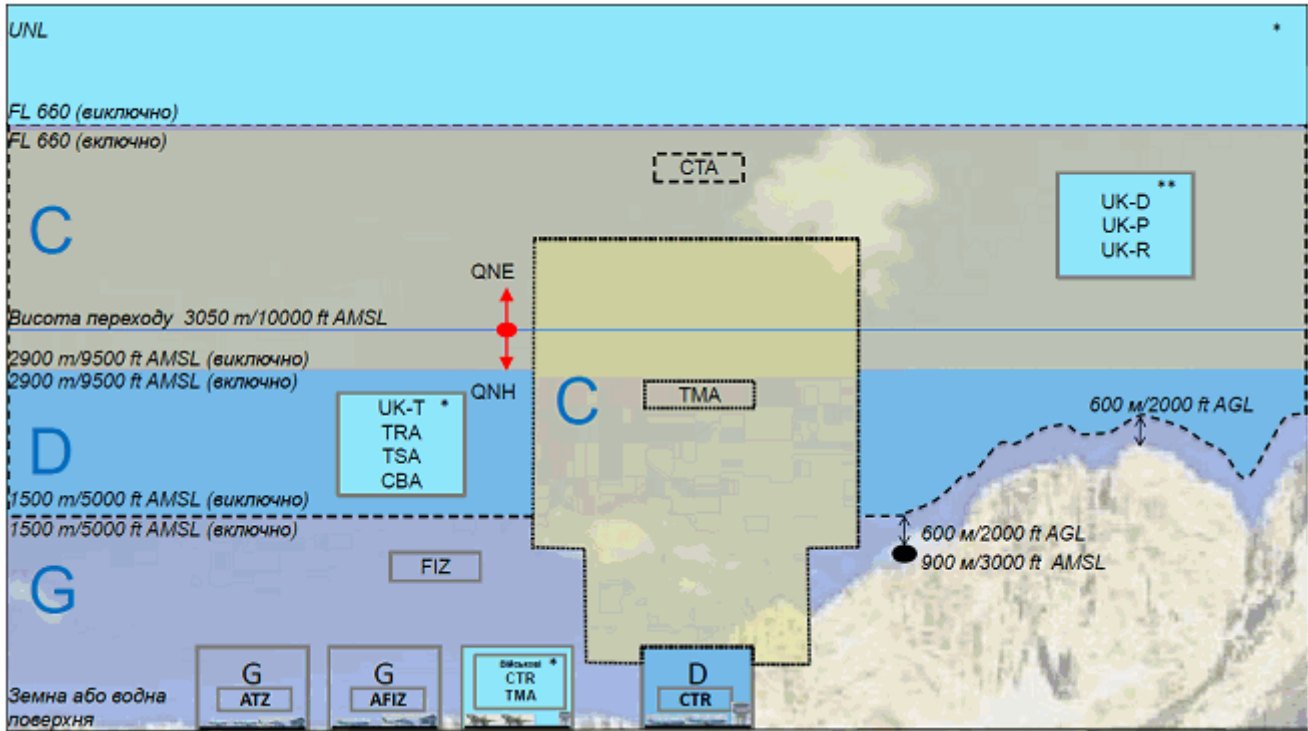 UNL
*
FL 660 (виключно)
FL 660 (включно)
CTA
C
UK-D **
UK-P
UK-R
QNE
Висота переходу 3050 m/10000 ft AMSL
2900 m/9500 ft AMSL (виключно)
2900 m/9500 ft AMSL (включно)
QNH
C
TMA
UK-T *
TRA
TSA
CBA
600 м/2000 ft AGL
D
1500 m/5000 ft AMSL (виключно)
1500 m/5000 ft AMSL (включно)
600 м/2000 ft AGL
900 м/3000 ft AMSL
FIZ
G
G
ATZ
G
AFIZ
Військові *
CTR
TMA
D
CTR
Земна або водна
поверхня